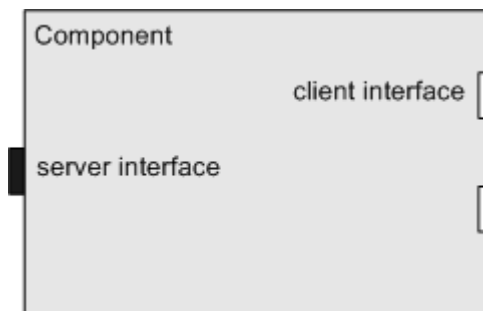 Component
client interface
server interface